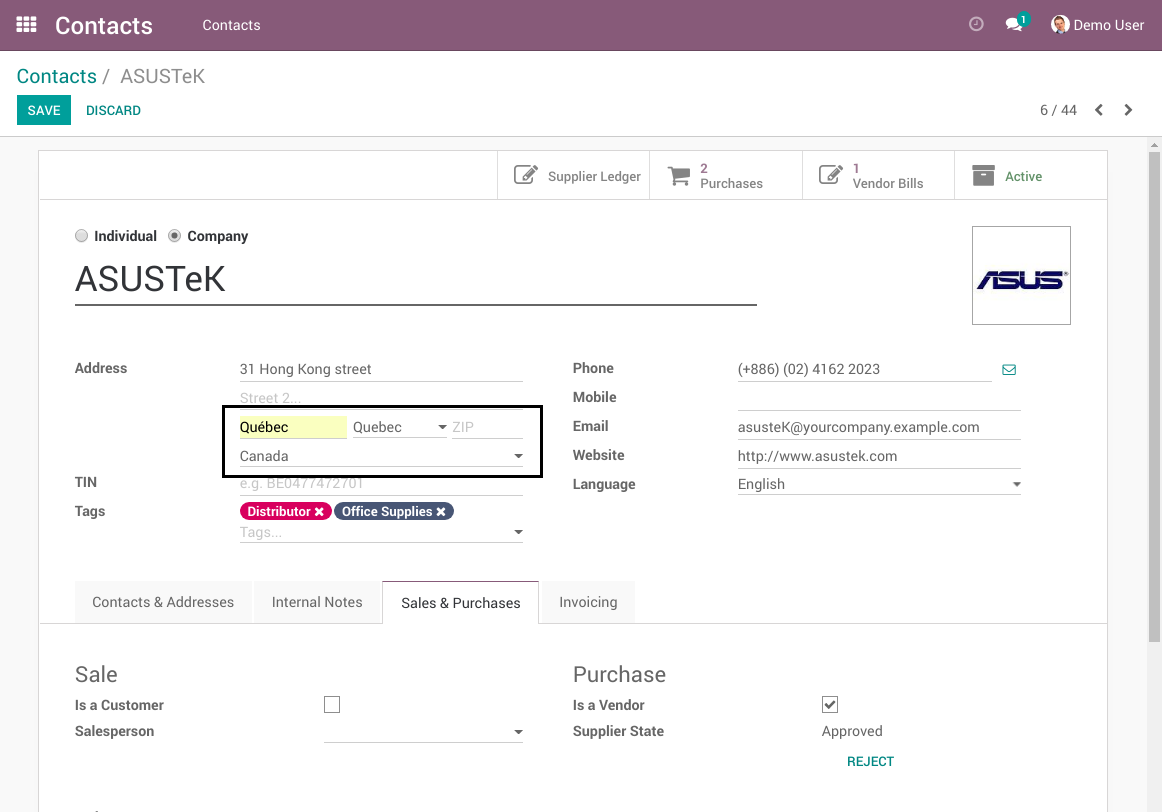 Contacts Contacts 1 Demo User
Contacts / ASUSTeK
SAVE DISCARD 6 / 44
Supplier Ledger 2 Purchases 1 Vendor Bills Active
Individual Company
ASUSTeK
ASUS®
Address 31 Hong Kong street Phone (+886) (02) 4162 2023
Street 2... Mobile
Québec Quebec ZIP Email asusteK@yourcompany.example.com
Canada Website http://www.asustek.com
TIN e.g. BE0477472701 Language English
Tags Distributor Office Supplies
Tags...
Contacts & Addresses Internal Notes Sales & Purchases Invoicing
Sale Purchase
Is a Customer Is a Vendor
Salesperson Supplier State Approved
REJECT